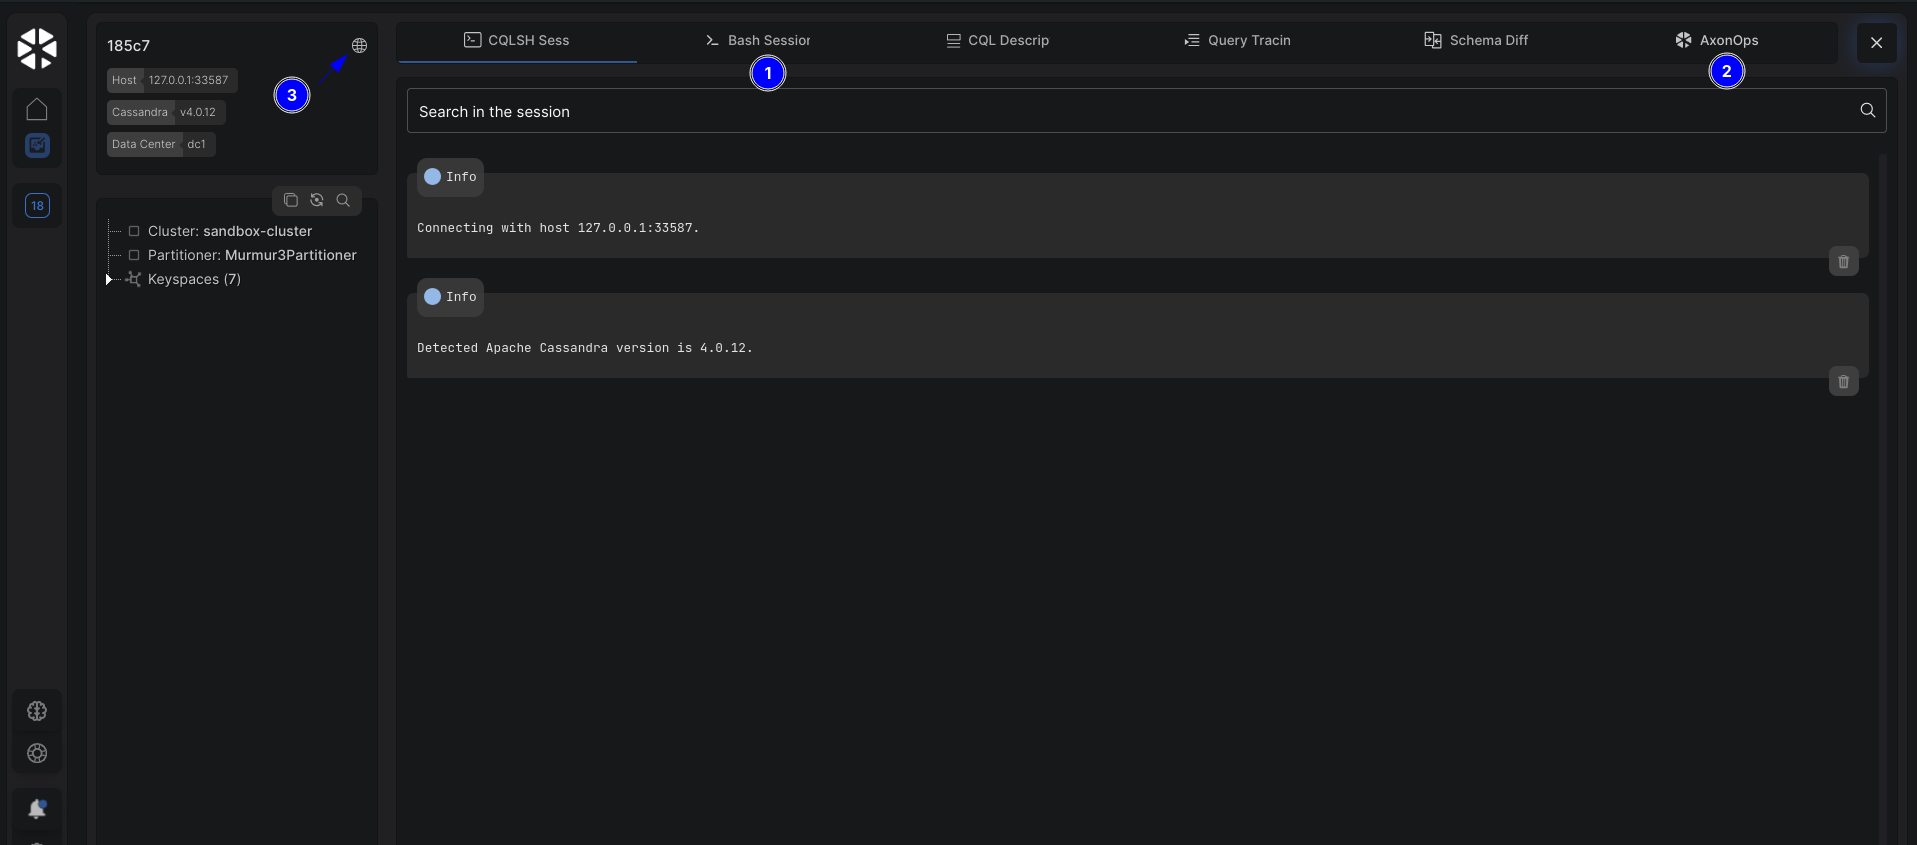 185c7
Host 127.0.0.1:33587
Cassandra v4.0.12
Data Center dc1
3
CQLSH Sess
Bash Session
CQL Descrip
Query Tracin
Schema Diff
AxonOps
1
2
Search in the session
18
Cluster: sandbox-cluster
Partitioner: Murmur3Partitioner
Keyspaces (7)
Info
Connecting with host 127.0.0.1:33587.
Info
Detected Apache Cassandra version is 4.0.12.